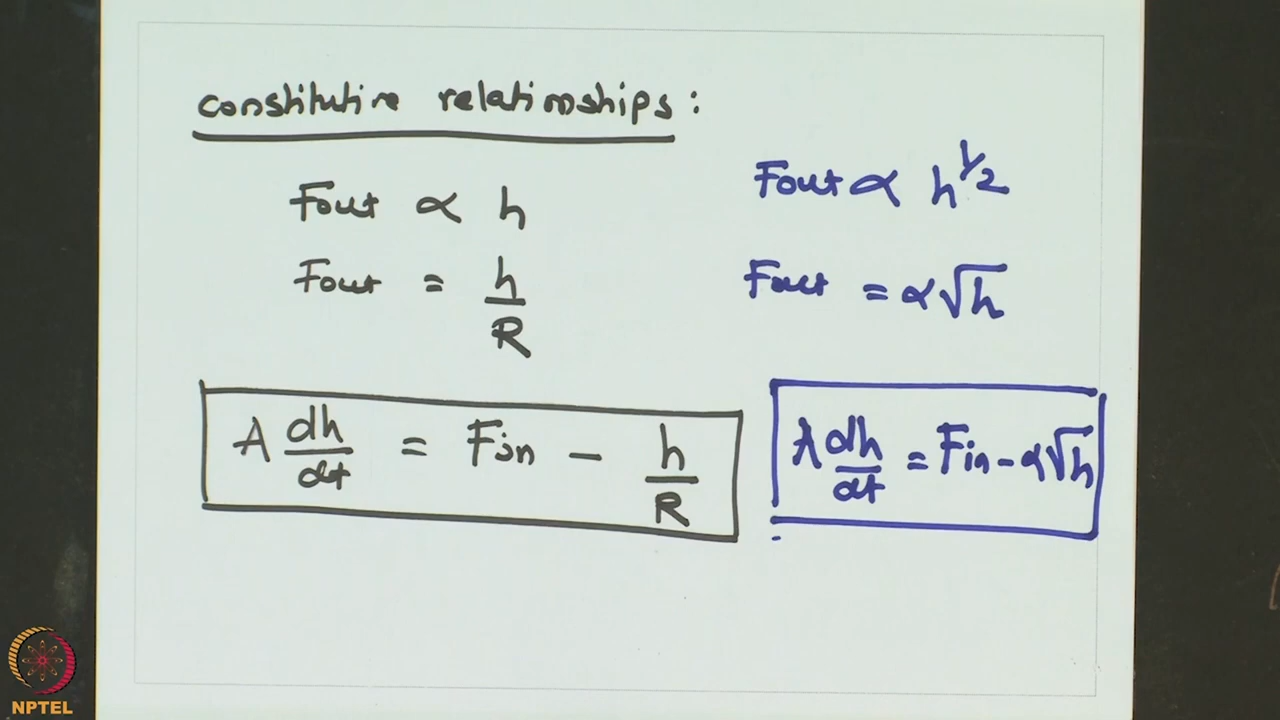 constitutive relationships :
Fout ∝ h
Fout = h/R
A dh/dt = Fin - h/R
Fout ∝ h^1/2
Fout = α√h
A dh/dt = Fin - α√h
NPTEL